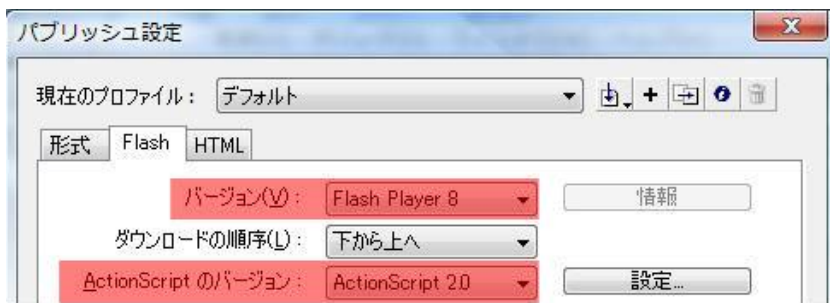 パブリッシュ設定
現在のプロファイル： デフォルト
形式 Flash HTML
バージョン(V)： Flash Player 8 情報
ダウンロードの順序(L)： 下から上へ
ActionScript のバージョン： ActionScript 2.0 設定...